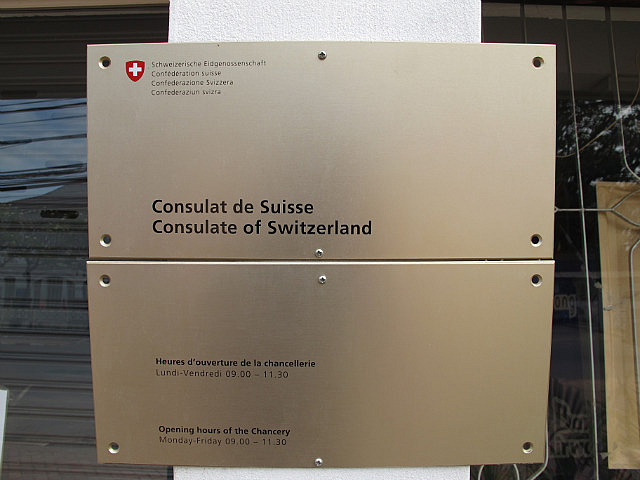 Schweizerische Eidgenossenschaft
Confédération suisse
Confederazione Svizzera
Confederaziun svizra
Consulat de Suisse
Consulate of Switzerland
Heures d'ouverture de la chancellerie
Lundi-Vendredi 09.00 – 11.30
Opening hours of the Chancery
Monday-Friday 09.00 – 11.30